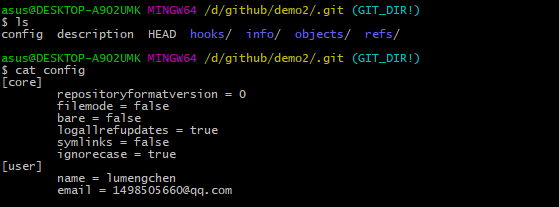 asus@DESKTOP-A9O2UMK MINGW64 /d/github/demo2/.git (GIT_DIR!)
$ ls
config  description  HEAD  hooks/  info/  objects/  refs/
asus@DESKTOP-A9O2UMK MINGW64 /d/github/demo2/.git (GIT_DIR!)
$ cat config
[core]
        repositoryformatversion = 0
        filemode = false
        bare = false
        logallrefupdates = true
        symlinks = false
        ignorecase = true
[user]
        name = lumengchen
        email = 1498505660@qq.com